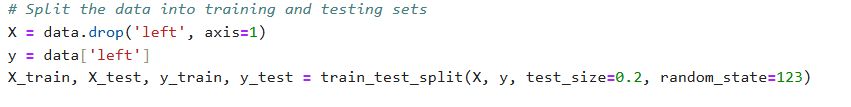 # Split the data into training and testing sets
X = data.drop('left', axis=1)
y = data['left']
X_train, X_test, y_train, y_test = train_test_split(X, y, test_size=0.2, random_state=123)